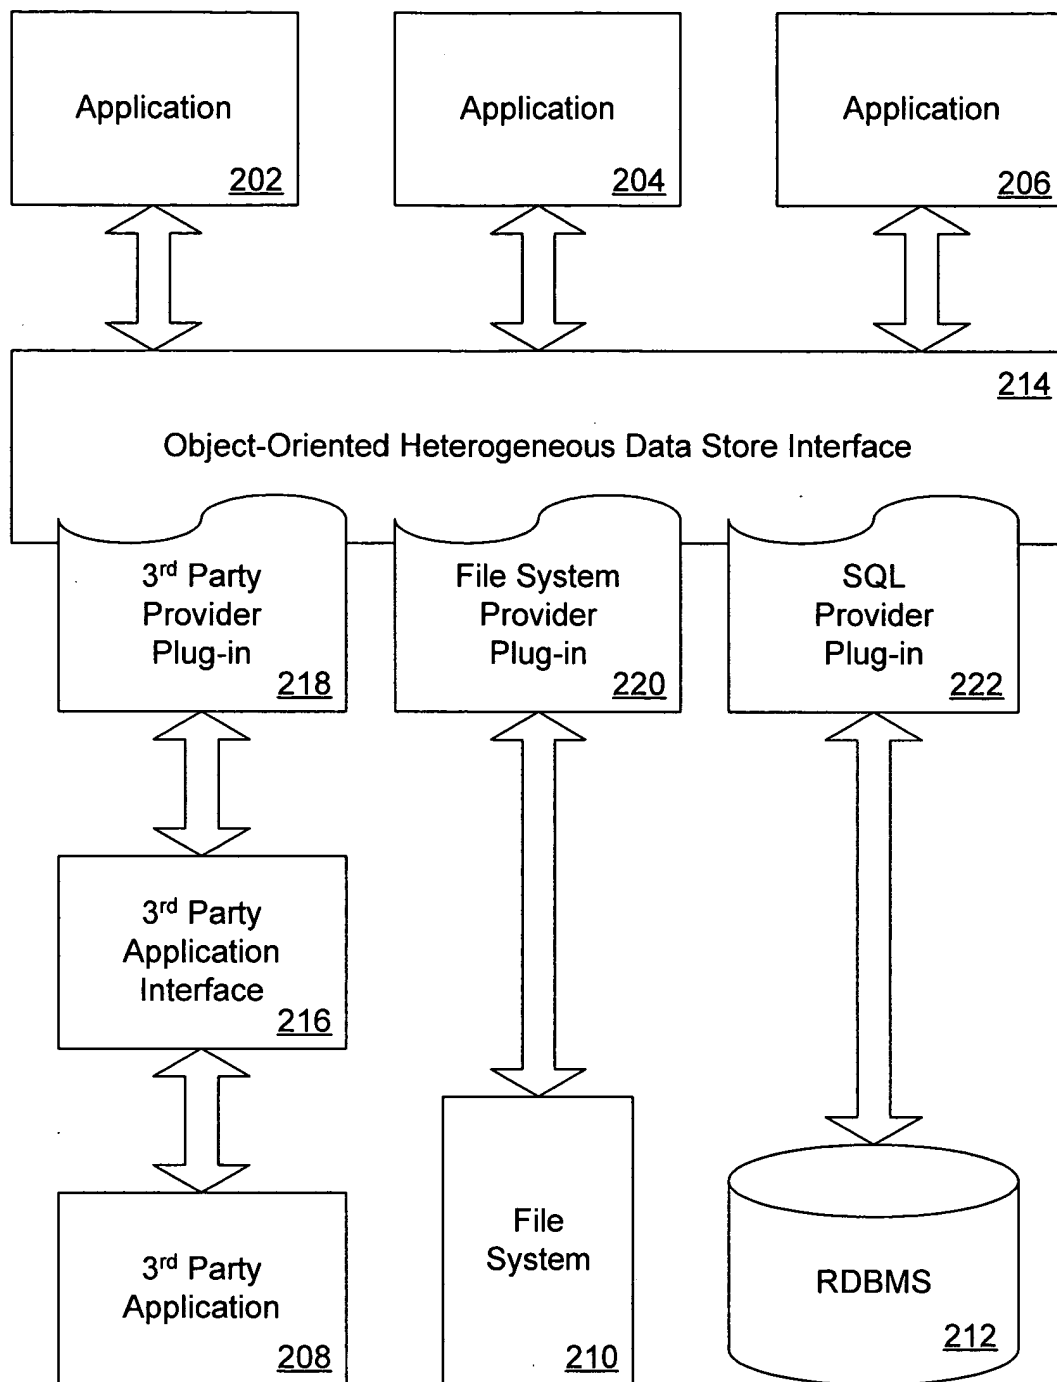 Application
202
Application
204
Application
206
214
Object-Oriented Heterogeneous Data Store Interface
3rd Party
Provider
Plug-in
218
File System
Provider
Plug-in
220
SQL
Provider
Plug-in
222
3rd Party
Application
Interface
216
3rd Party
Application
208
File
System
210
RDBMS
212